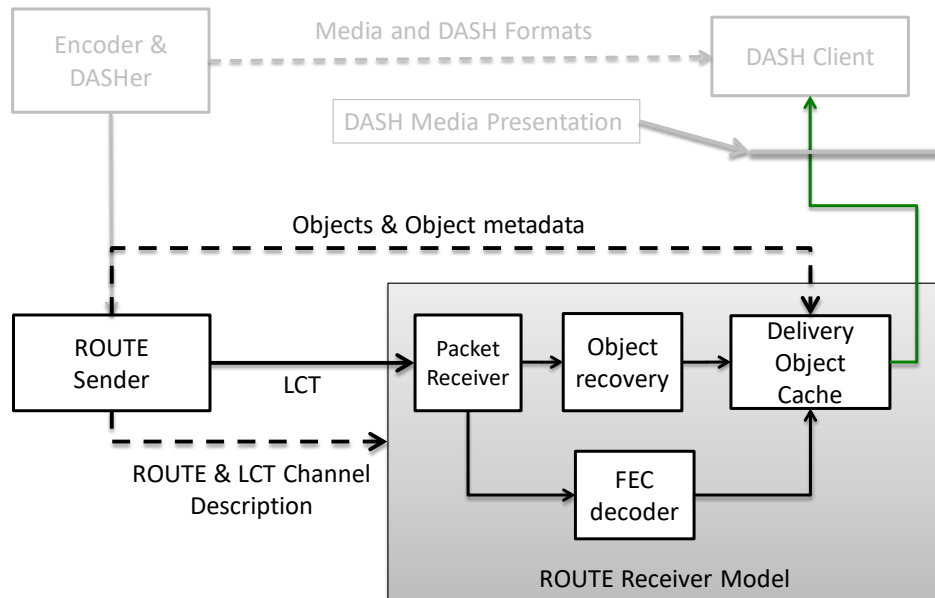 Encoder &
DASHer
Media and DASH Formats
DASH Client
DASH Media Presentation
Objects & Object metadata
ROUTE
Sender
LCT
Packet
Receiver
Object
recovery
Delivery
Object
Cache
ROUTE & LCT Channel
Description
FEC
decoder
ROUTE Receiver Model